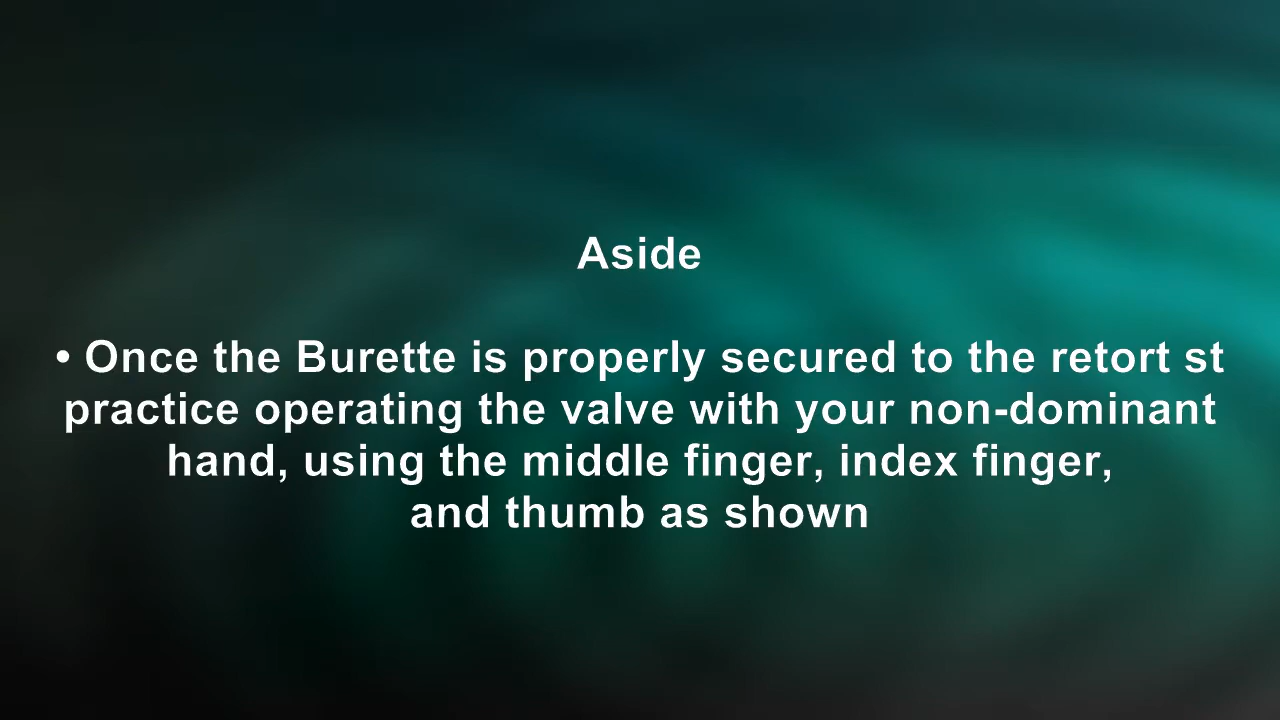 Aside
• Once the Burette is properly secured to the retort st
practice operating the valve with your non-dominant
hand, using the middle finger, index finger,
and thumb as shown